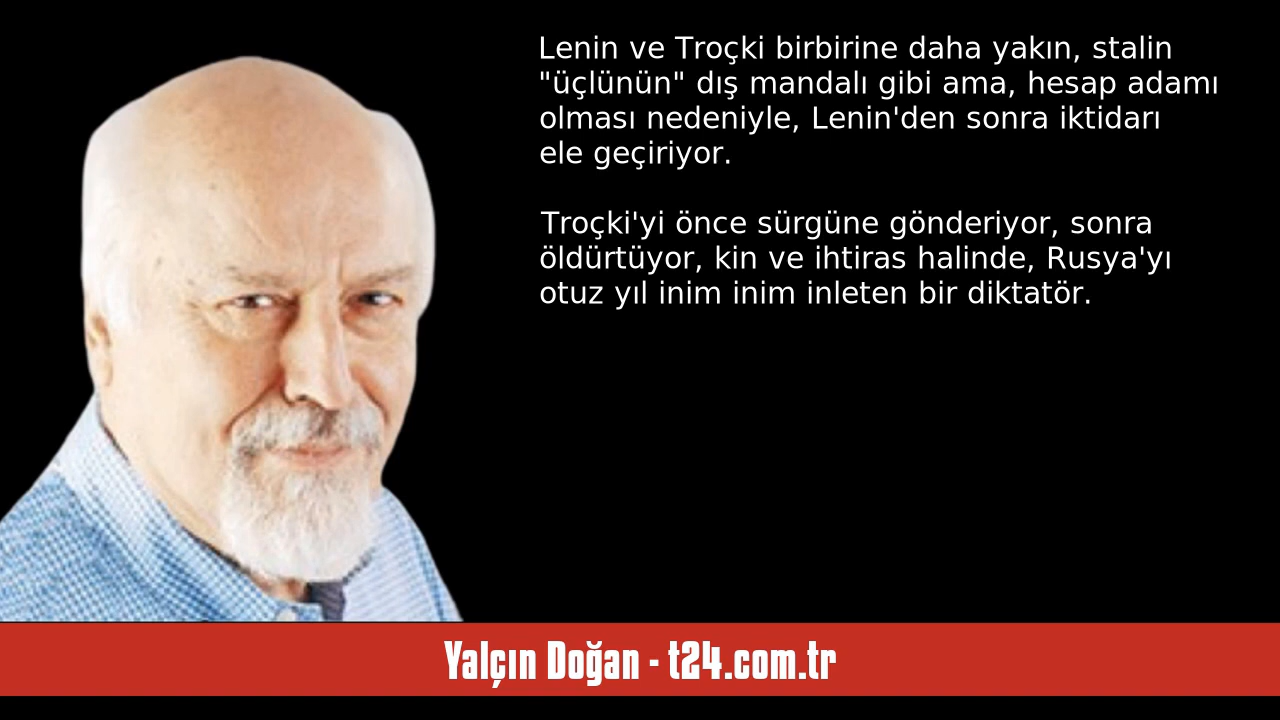 Lenin ve Troçki birbirine daha yakın, stalin
"üçlünün" dış mandalı gibi ama, hesap adamı
olması nedeniyle, Lenin'den sonra iktidarı
ele geçiriyor.
Troçki'yi önce sürgüne gönderiyor, sonra
öldürtüyor, kin ve ihtiras halinde, Rusya'yı
otuz yıl inim inim inleten bir diktatör.
Yalçın Doğan - t24.com.tr